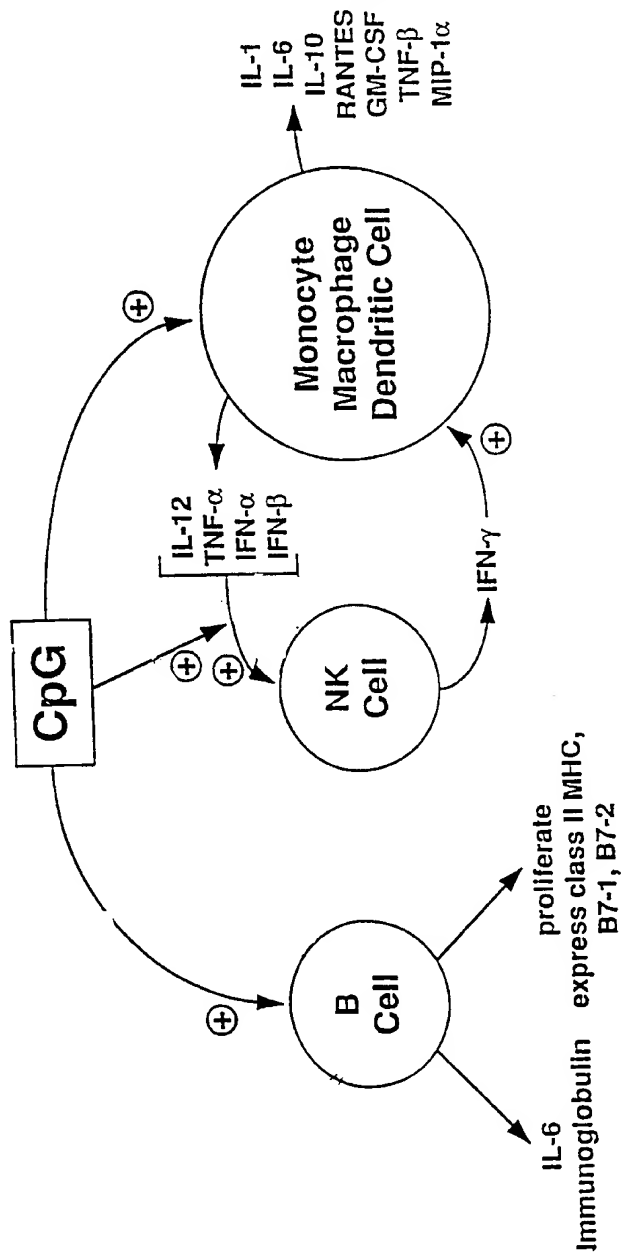 CpG
+
+
+
+
IL-12
TNF-α
IFN-α
IFN-β
Monocyte
Macrophage
Dendritic Cell
IL-1
IL-6
IL-10
RANTES
GM-CSF
TNF-β
MIP-1α
B
Cell
NK
Cell
IFN-γ
+
IL-6
Immunoglobulin
proliferate
express class II MHC,
B7-1, B7-2